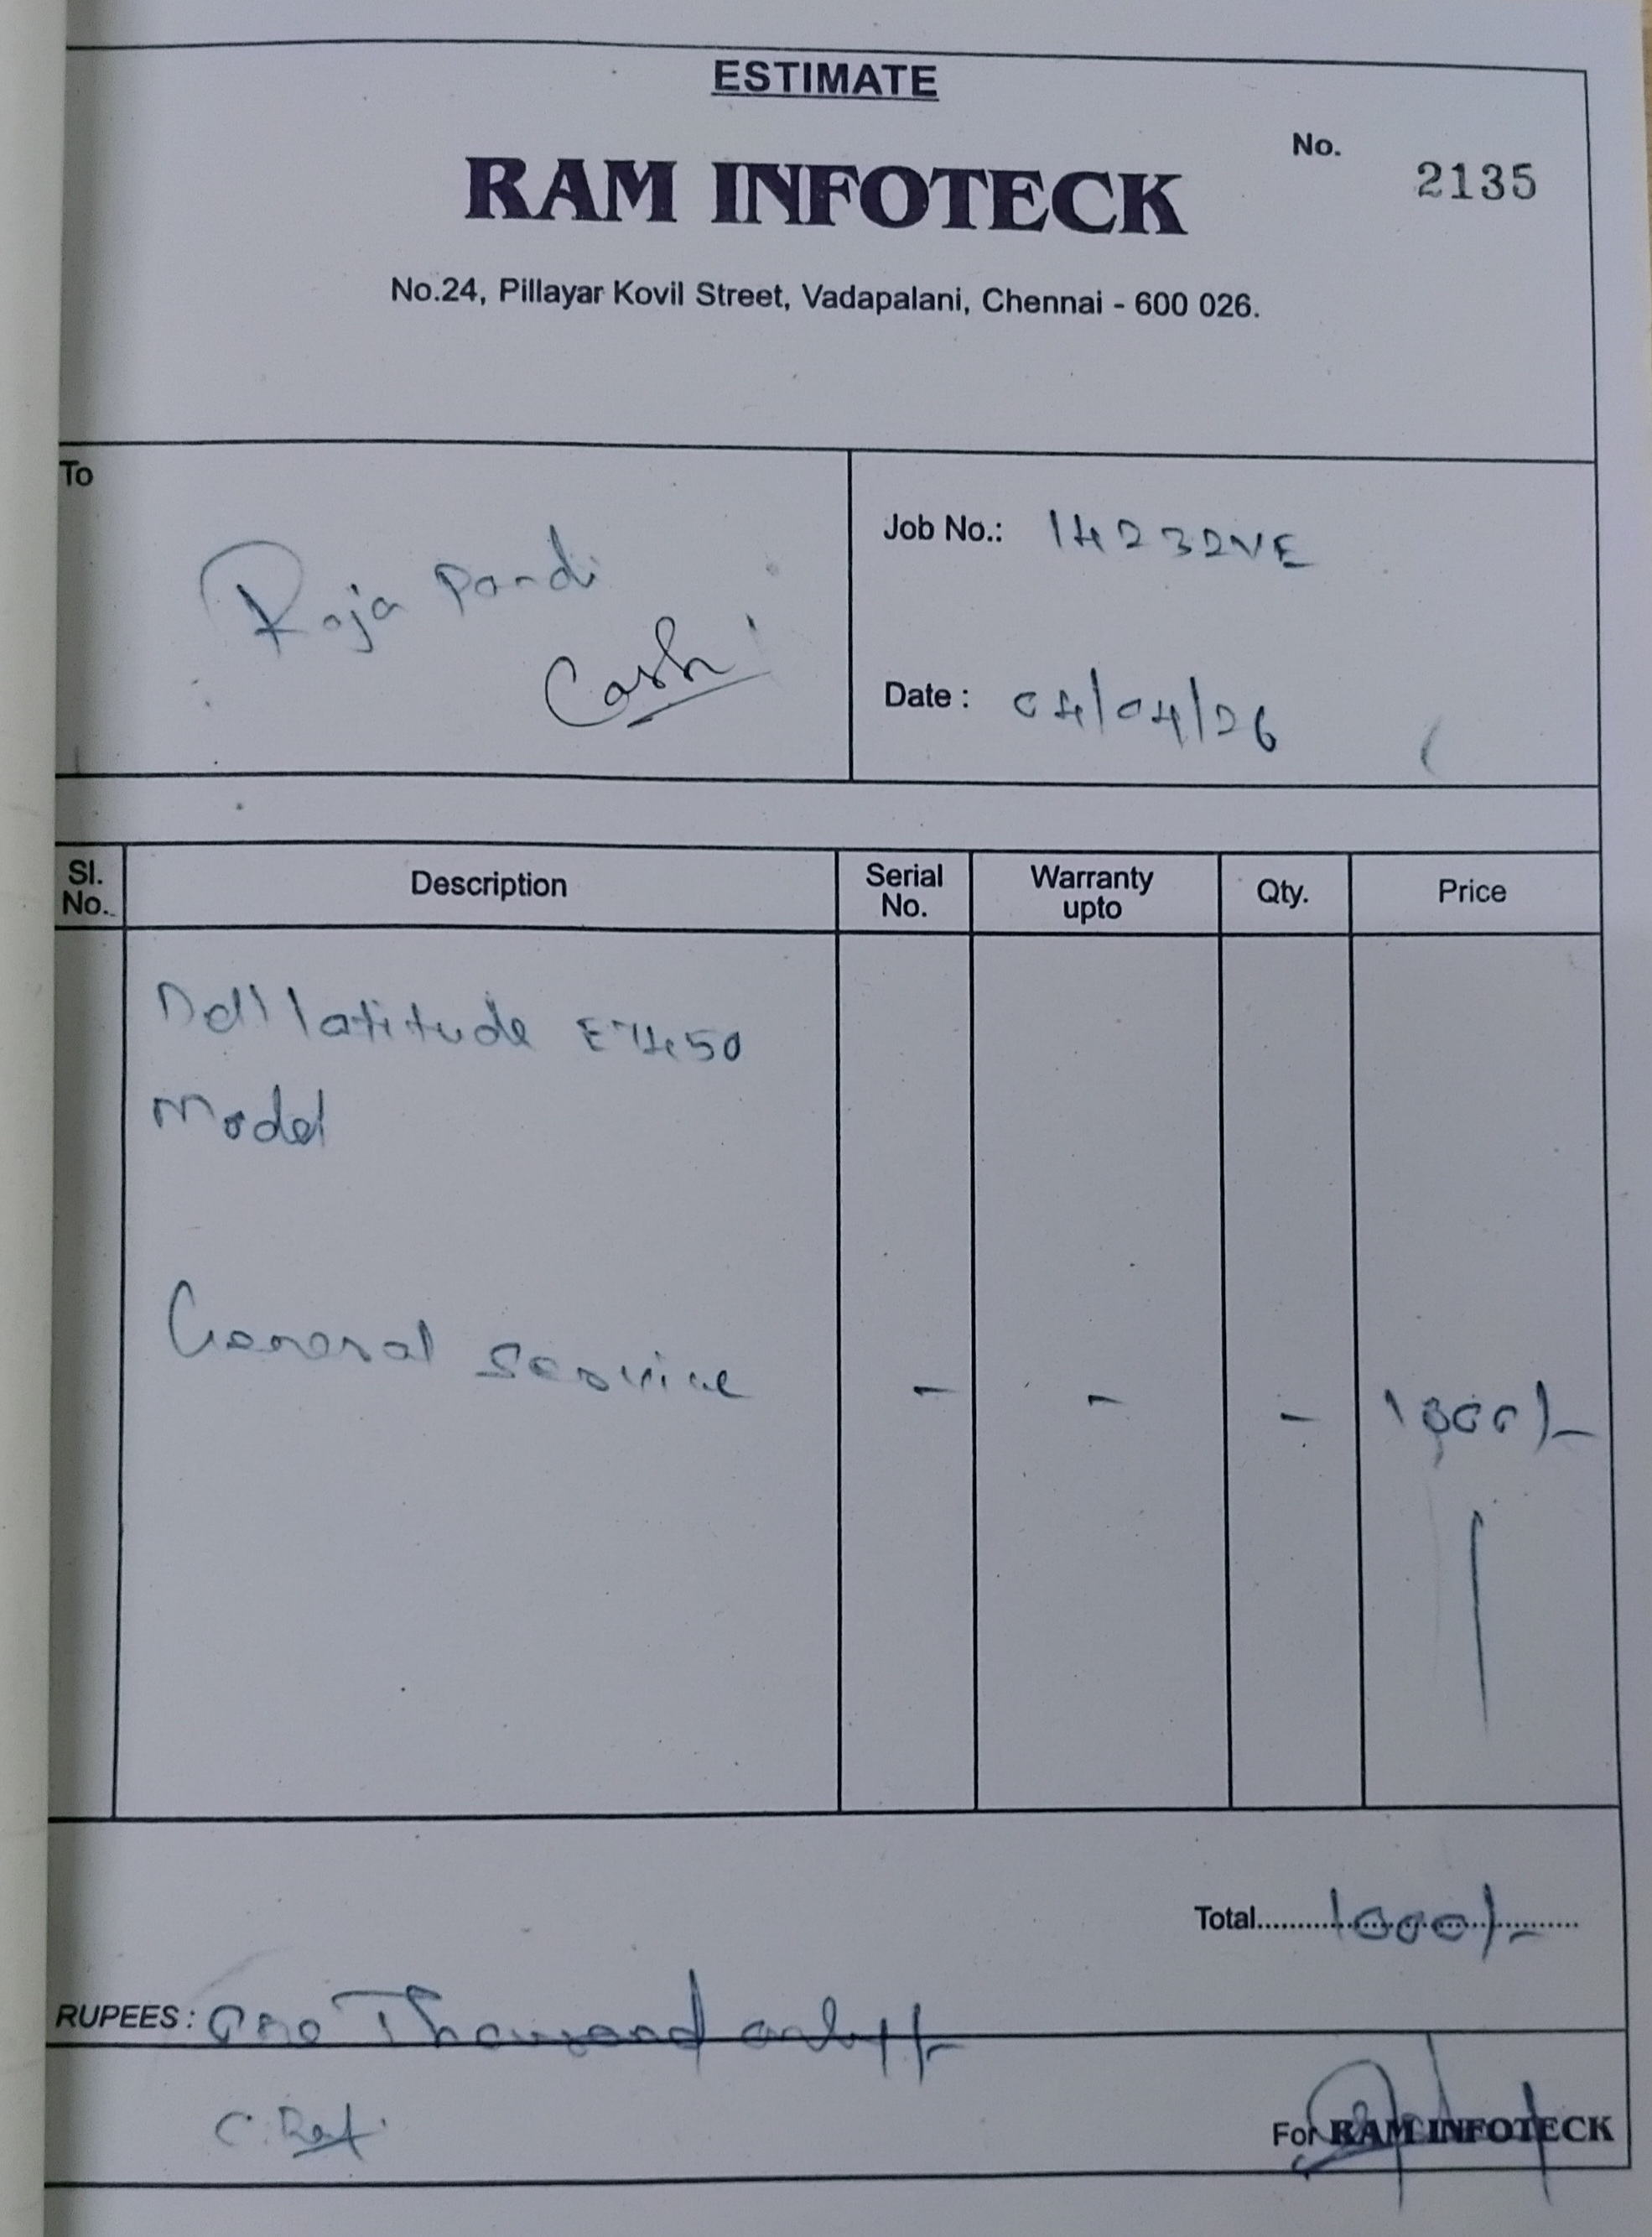 ESTIMATE
No. 2135
RAM INFOTECK
No.24, Pillayar Kovil Street, Vadapalani, Chennai - 600 026.
To
Raja pandi
Cash
Job No.: 14232VE
Date : 04/04/26
Sl. No. Description Serial No. Warranty upto Qty. Price
Dell latitude E7450
Model
General service - - - 1000/-
Total 1000/-
RUPEES : One Thousand only/-
For RAM INFOTECK